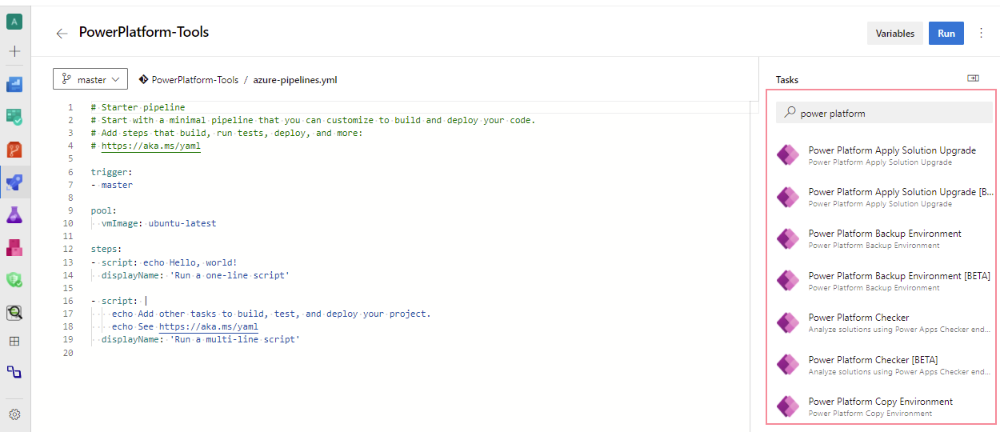 A
PowerPlatform-Tools
Variables
Run
master
PowerPlatform-Tools / azure-pipelines.yml
1 # Starter pipeline
2 # Start with a minimal pipeline that you can customize to build and deploy your code.
3 # Add steps that build, run tests, deploy, and more:
4 # https://aka.ms/yaml
5
6 trigger:
7 - master
8
9 pool:
10   vmImage: ubuntu-latest
11
12 steps:
13 - script: echo Hello, world!
14   displayName: 'Run a one-line script'
15
16 - script: |
17     echo Add other tasks to build, test, and deploy your project.
18     echo See https://aka.ms/yaml
19   displayName: 'Run a multi-line script'
20
Tasks
power platform
Power Platform Apply Solution Upgrade
Power Platform Apply Solution Upgrade
Power Platform Apply Solution Upgrade [B...
Power Platform Apply Solution Upgrade
Power Platform Backup Environment
Power Platform Backup Environment
Power Platform Backup Environment [BETA]
Power Platform Backup Environment
Power Platform Checker
Analyze solutions using Power Apps Checker end...
Power Platform Checker [BETA]
Analyze solutions using Power Apps Checker end...
Power Platform Copy Environment
Power Platform Copy Environment